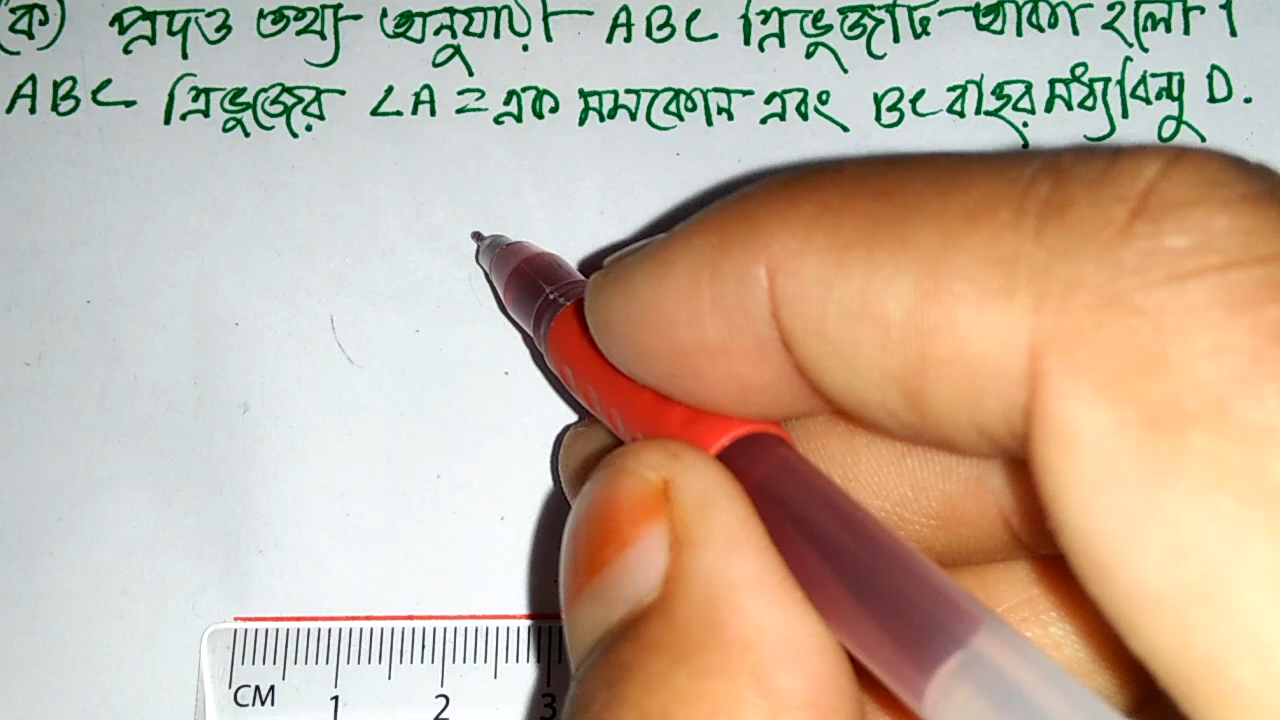 (ক) প্রদত্ত তথ্য অনুযায়ী ABC ত্রিভুজটি আঁকা হলো।
ABC ত্রিভুজের ∠A = এক সমকোন এবং BC বাহুর মধ্যবিন্দু D.
CM 1 2 3